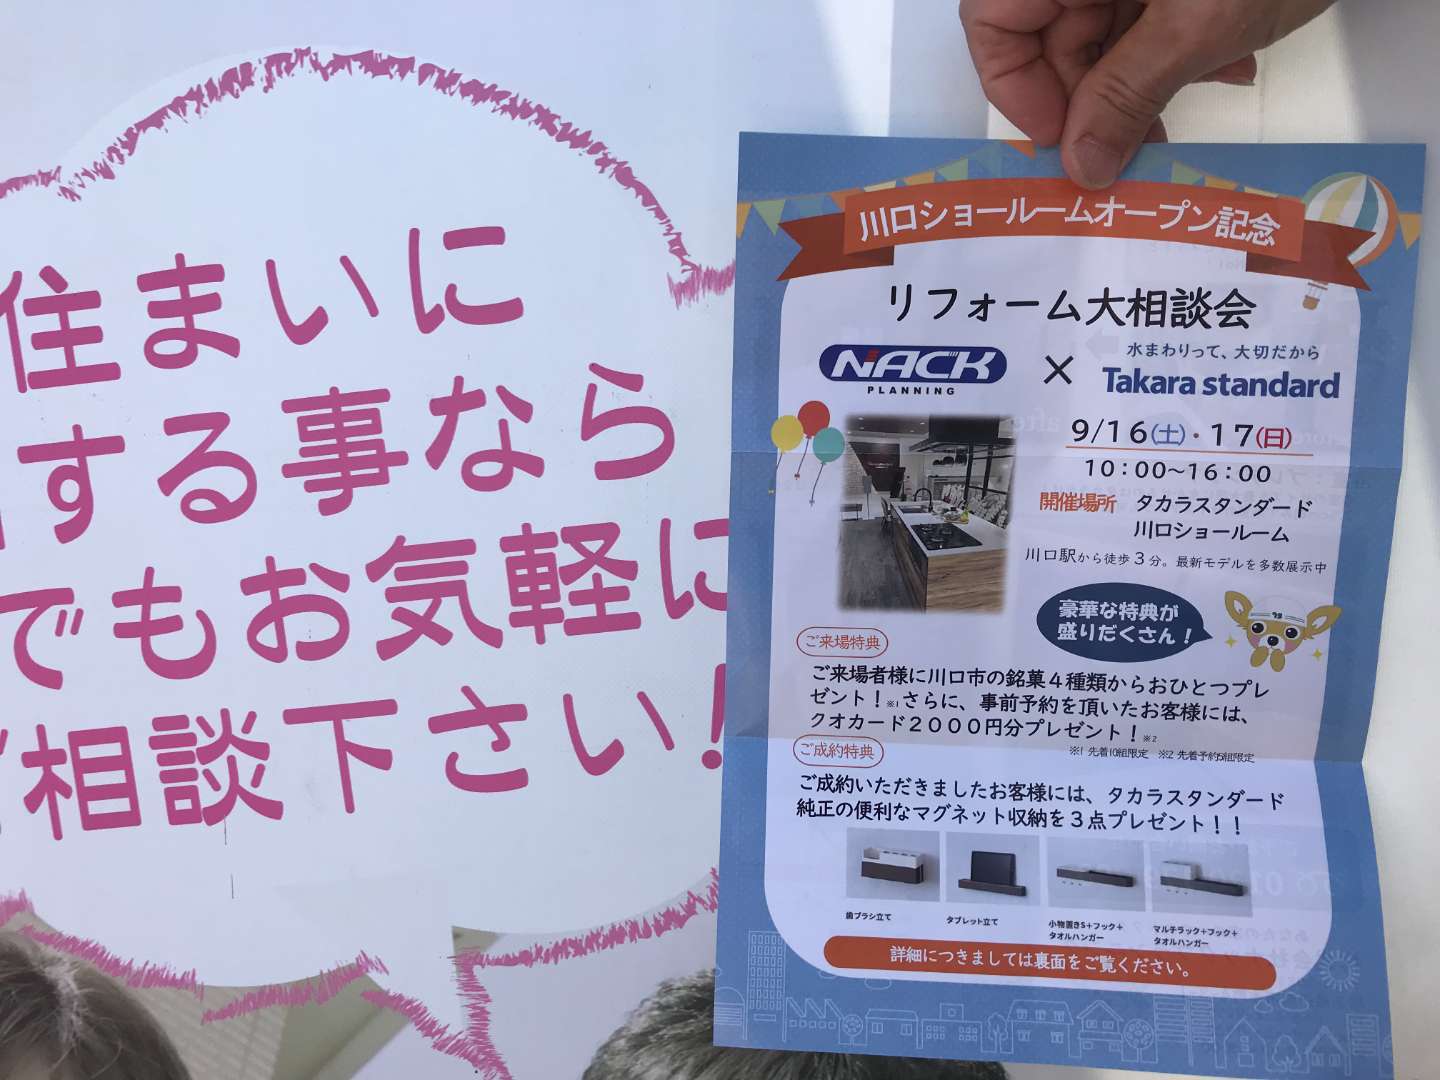 住まいに
する事なら
でもお気軽に
相談下さい!
川口ショールームオープン記念
リフォーム大相談会
NACK
PLANNING
×
水まわりって、大切だから
Takara standard
9/16(土)・17(日)
10:00〜16:00
開催場所 タカラスタンダード
川口ショールーム
川口駅から徒歩3分。最新モデルを多数展示中
豪華な特典が
盛りだくさん!
ご来場特典
ご来場者様に川口市の銘菓4種類からおひとつプレ
ゼント!※1さらに、事前予約を頂いたお客様には、
クオカード2000円分プレゼント!※2
※1 先着10組限定 ※2 先着予約5組限定
ご成約特典
ご成約いただきましたお客様には、タカラスタンダード
純正の便利なマグネット収納を3点プレゼント!!
歯ブラシ立て
タブレット立て
小物置きS+フック+
タオルハンガー
マルチラック+フック+
タオルハンガー
詳細につきましては裏面をご覧ください。